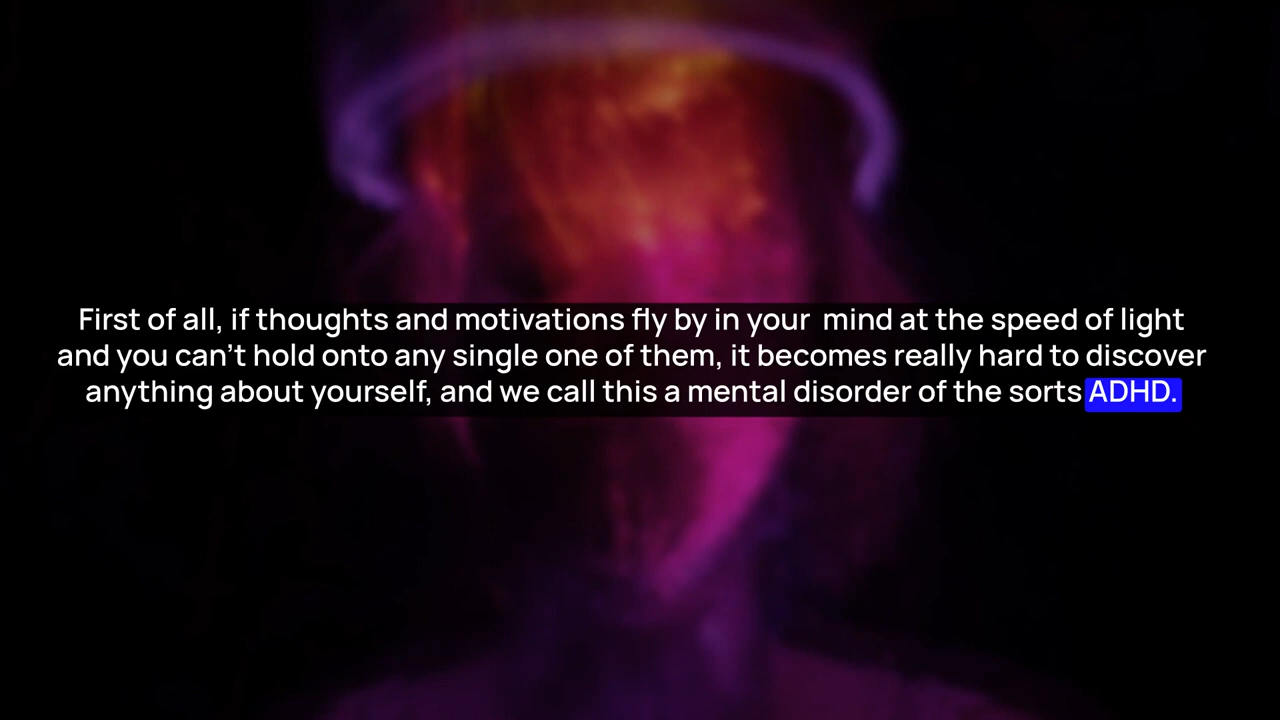 First of all, if thoughts and motivations fly by in your  mind at the speed of light
and you can't hold onto any single one of them, it becomes really hard to discover
anything about yourself, and we call this a mental disorder of the sorts ADHD.